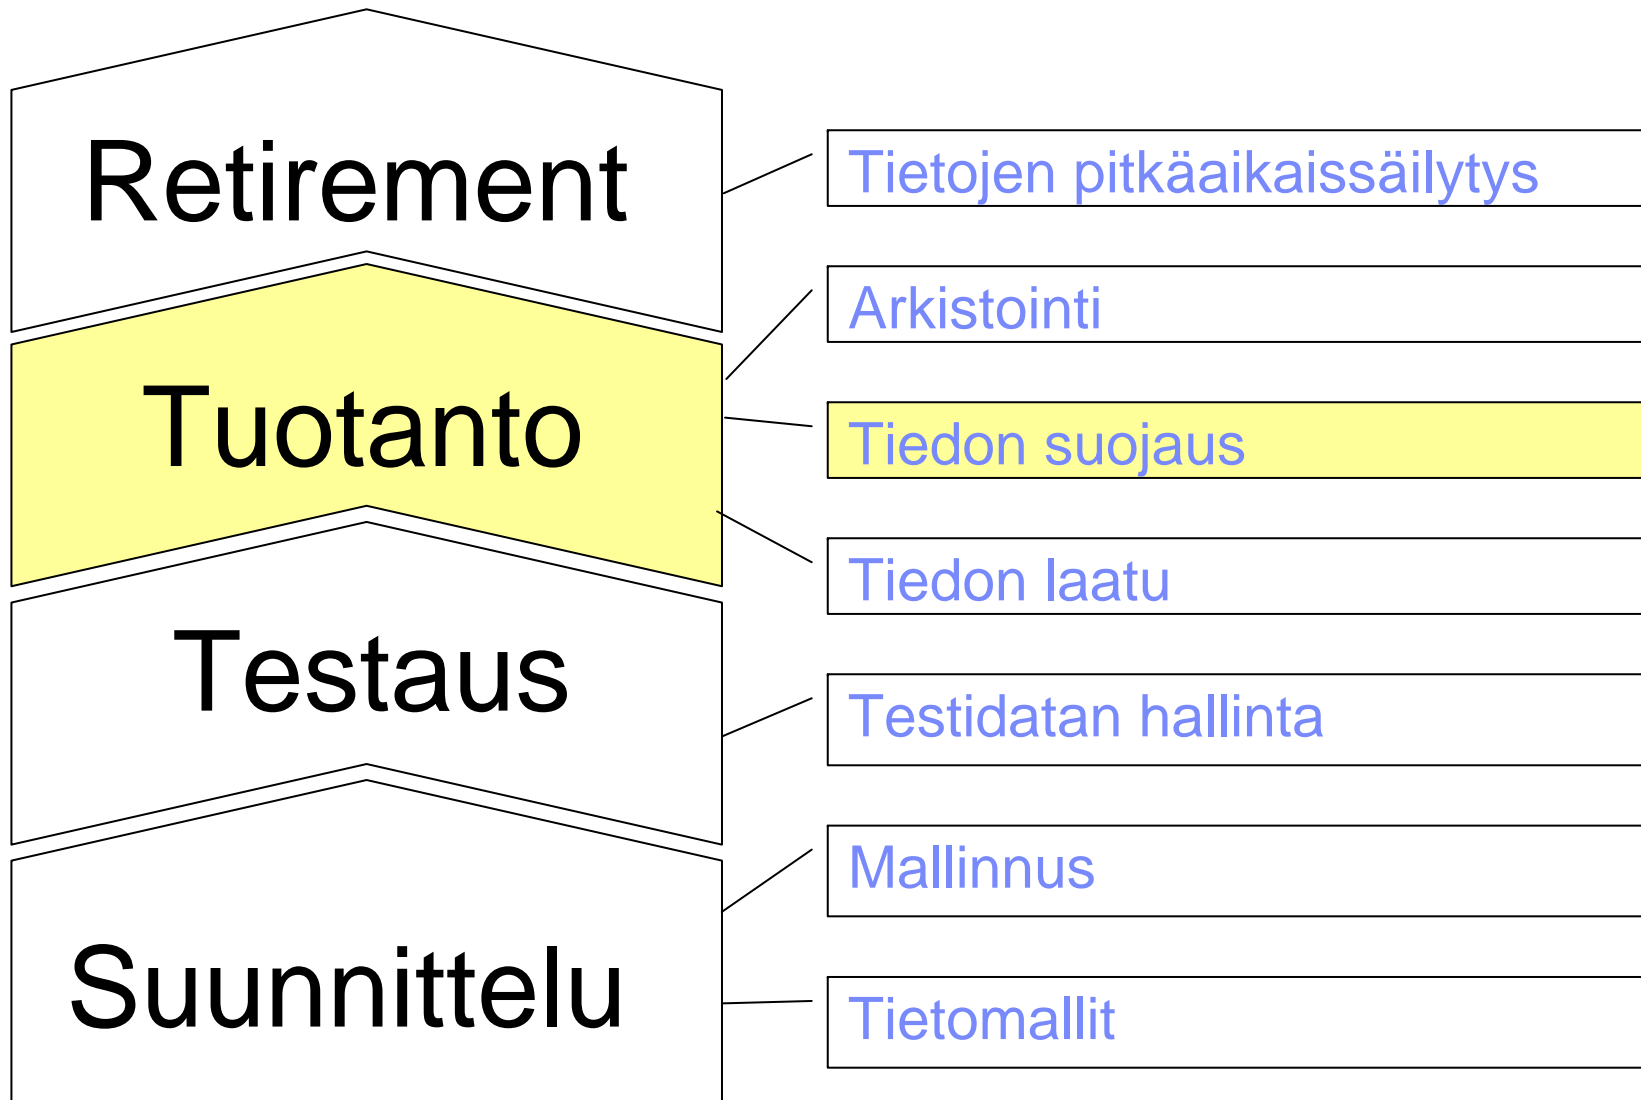 Retirement
Tietojen pitkäaikaissäilytys
Arkistointi
Tuotanto
Tiedon suojaus
Tiedon laatu
Testaus
Testidatan hallinta
Mallinnus
Suunnittelu
Tietomallit